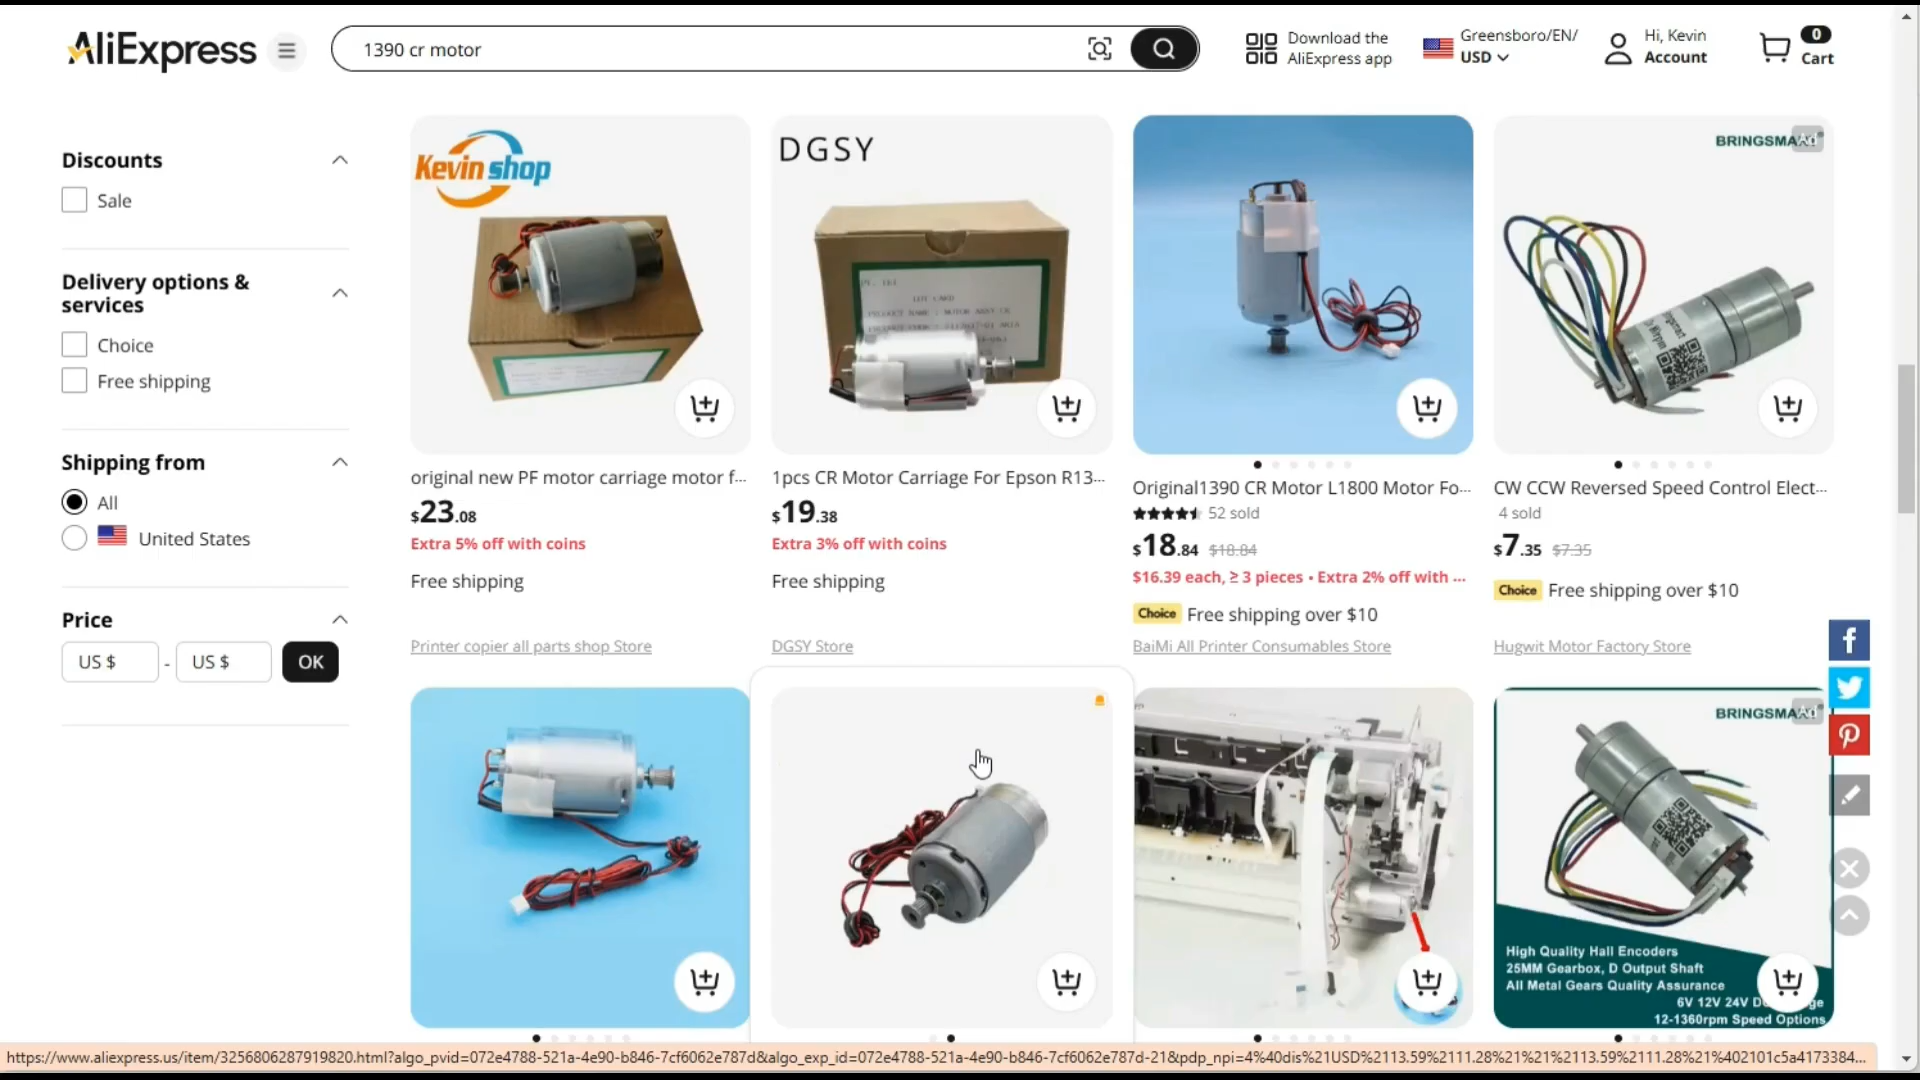 AliExpress
1390 cr motor
Download the
AliExpress app
Greensboro/EN/
USD
Hi, Kevin
Account
0
Cart
Discounts
Sale
Delivery options &
services
Choice
Free shipping
Shipping from
All
United States
Price
US $ - US $ OK
Kevin shop
original new PF motor carriage motor f...
$23.08
Extra 5% off with coins
Free shipping
Printer copier all parts shop Store
DGSY
LOT CARD
PRODUCT NAME : MOTOR ASSY CR
1pcs CR Motor Carriage For Epson R13...
$19.38
Extra 3% off with coins
Free shipping
DGSY Store
Original1390 CR Motor L1800 Motor Fo...
52 sold
$18.84 $18.84
$16.39 each, ≥ 3 pieces • Extra 2% off with ...
Choice Free shipping over $10
BaiMi All Printer Consumables Store
Ad
CW CCW Reversed Speed Control Elect...
4 sold
$7.35 $7.35
Choice Free shipping over $10
Hugwit Motor Factory Store
Ad
High Quality Hall Encoders
25MM Gearbox, D Output Shaft
All Metal Gears Quality Assurance
6V 12V 24V
12-1360rpm Speed Options
https://www.aliexpress.us/item/3256806287919820.html?algo_pvid=072e4788-521a-4e90-b846-7cf6062e787d&algo_exp_id=072e4788-521a-4e90-b846-7cf6062e787d-21&pdp_npi=4%40dis%21USD%2113.59%2111.28%21%21%2113.59%2111.28%21%402101c5a4173384...